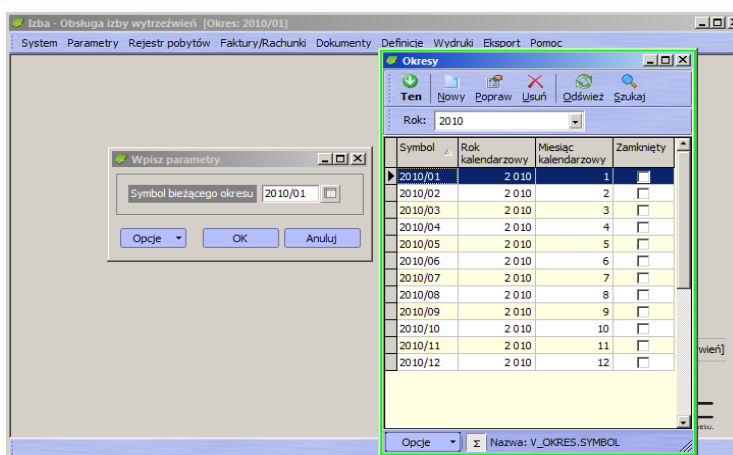 Izba - Obsługa izby wytrzeźwień [Okres: 2010/01]
System Parametry Rejestr pobytów Faktury/Rachunki Dokumenty Definicje Wydruki Eksport Pomoc
Okresy
Ten Nowy Popraw Usuń Odśwież Szukaj
Rok: 2010
Symbol Rok kalendarzowy Miesiąc kalendarzowy Zamknięty
2010/01 2 010 1
2010/02 2 010 2
2010/03 2 010 3
2010/04 2 010 4
2010/05 2 010 5
2010/06 2 010 6
2010/07 2 010 7
2010/08 2 010 8
2010/09 2 010 9
2010/10 2 010 10
2010/11 2 010 11
2010/12 2 010 12
Opcje Σ Nazwa: V_OKRES.SYMBOL
Wpisz parametry
Symbol bieżącego okresu 2010/01
Opcje OK Anuluj
wień]